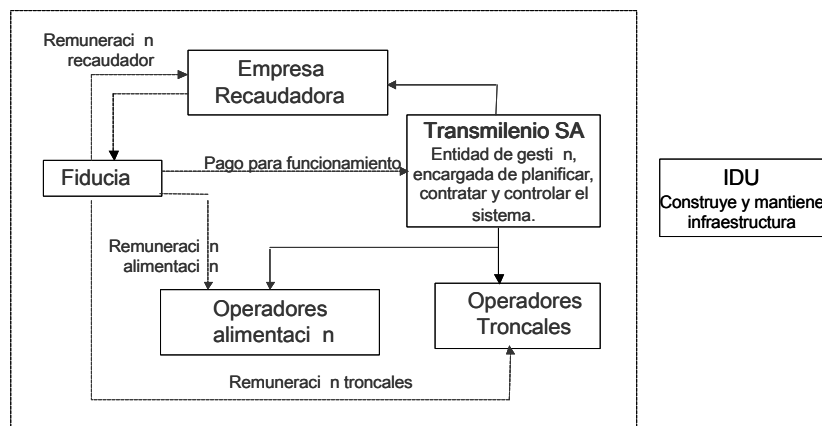 Remuneraci n
recaudador
Empresa
Recaudadora
Transmilenio SA
Entidad de gesti n,
encargada de planificar,
contratar y controlar el
sistema.
Pago para funcionamiento
Fiducia
IDU
Construye y mantiene
infraestructura
Remuneraci n
alimentaci n
Operadores
alimentaci n
Operadores
Troncales
Remuneraci n troncales